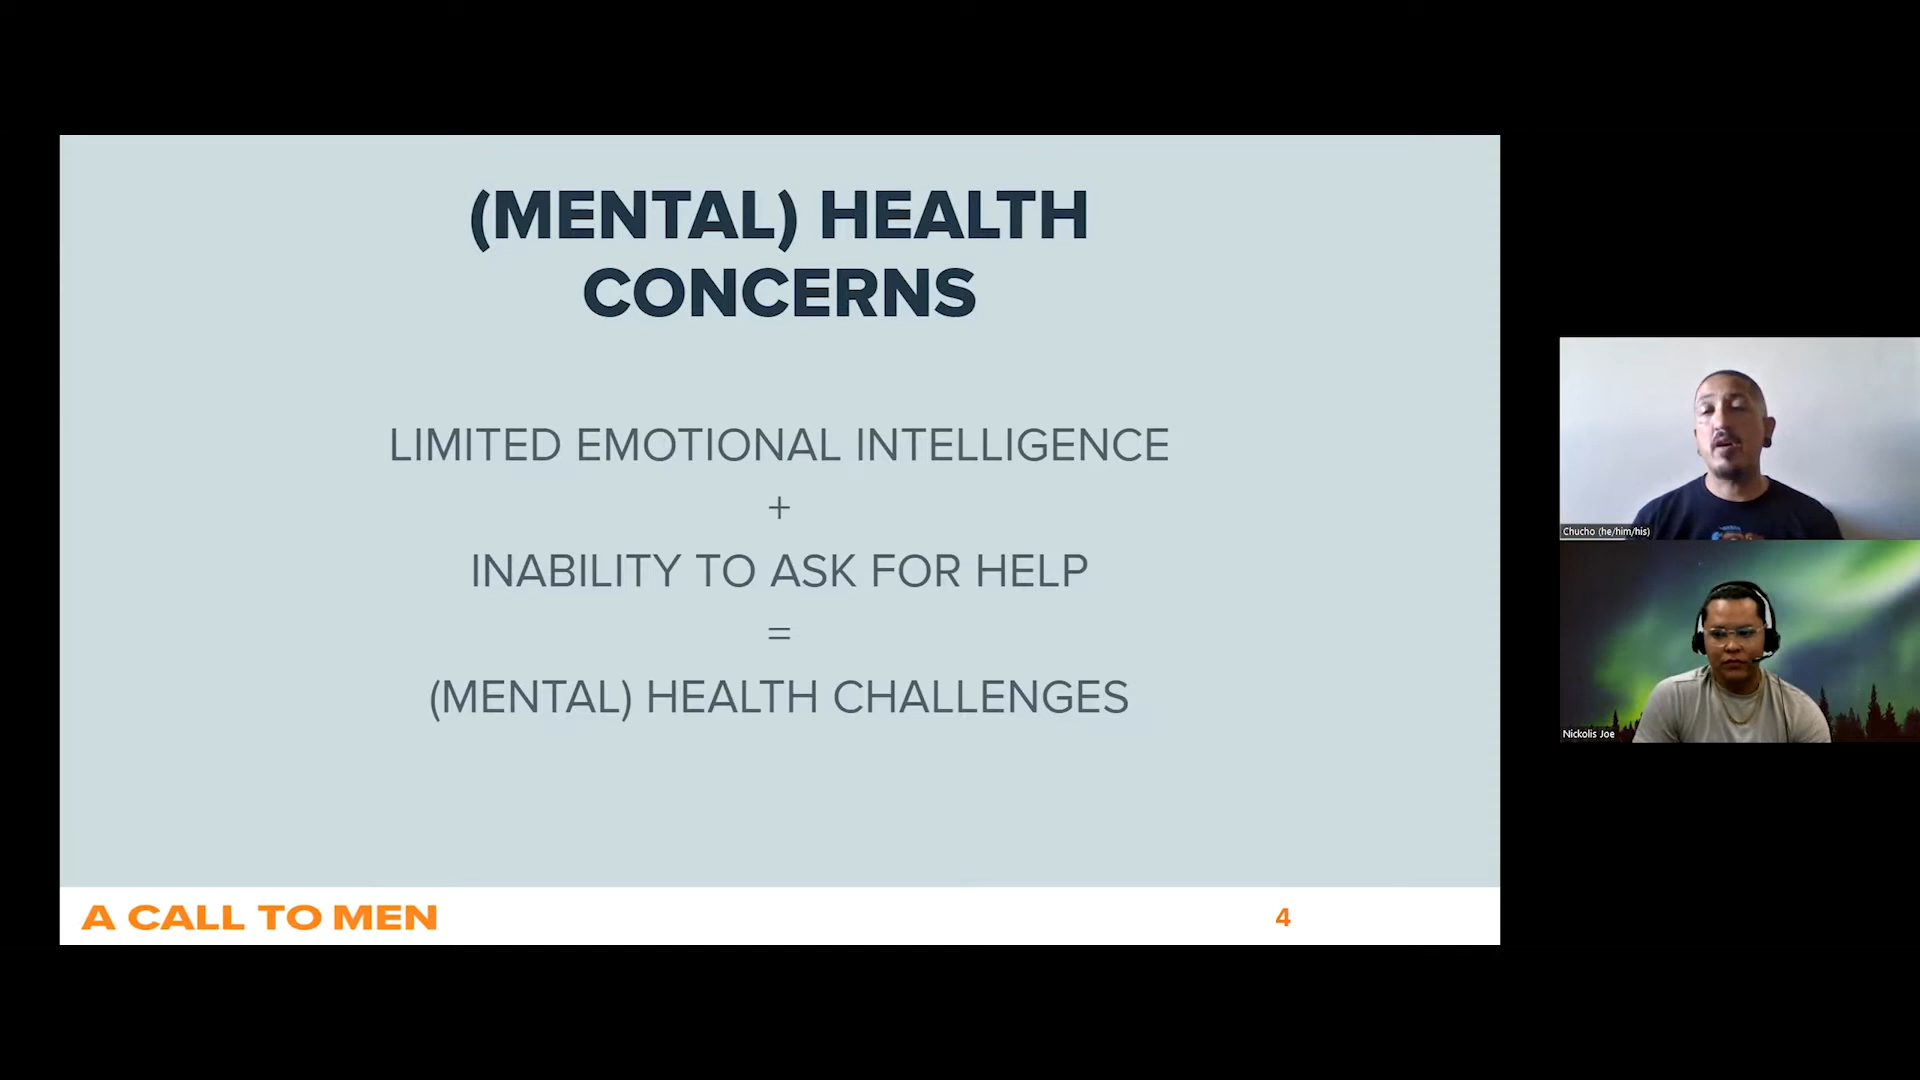 (MENTAL) HEALTH
CONCERNS
LIMITED EMOTIONAL INTELLIGENCE
+
INABILITY TO ASK FOR HELP
=
(MENTAL) HEALTH CHALLENGES
A CALL TO MEN
4
Chucho (he/him/his)
Nickolis Joe